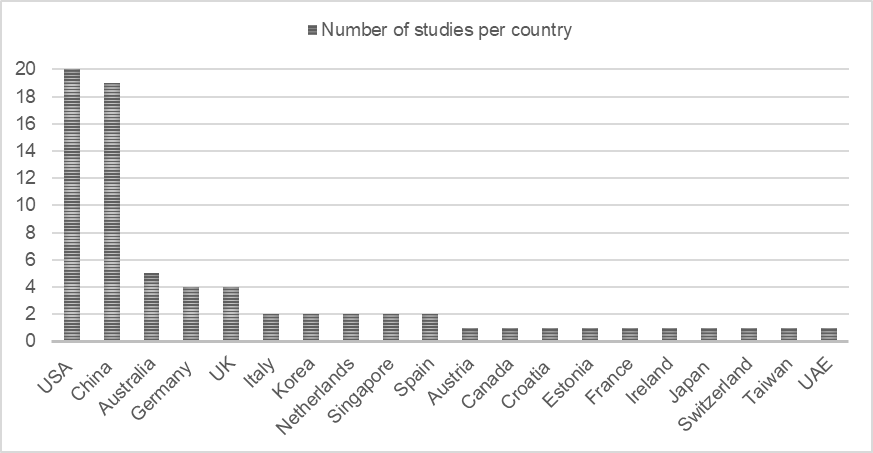 Number of studies per country
20
18
16
14
12
10
8
6
4
2
0
USA
China
Australia
Germany
UK
Italy
Korea
Netherlands
Singapore
Spain
Austria
Canada
Croatia
Estonia
France
Ireland
Japan
Switzerland
Taiwan
UAE